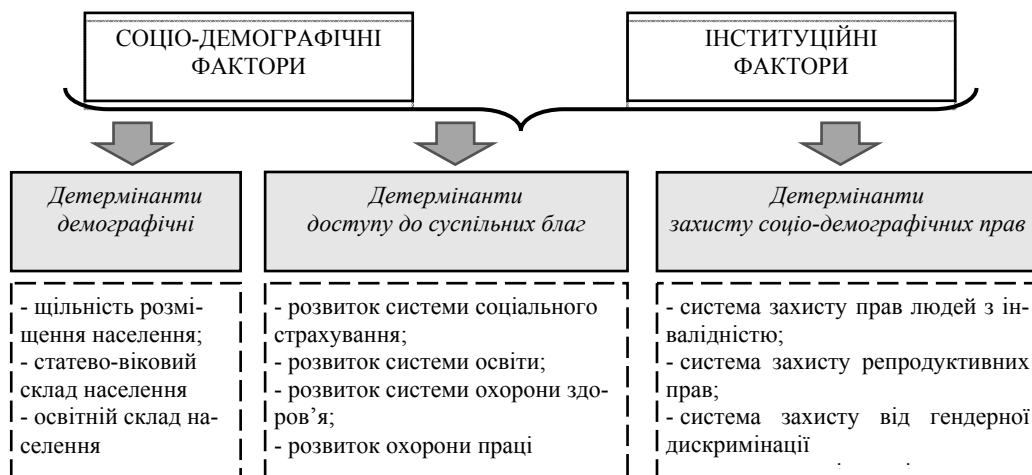 СОЦІО-ДЕМОГРАФІЧНІ
ФАКТОРИ
ІНСТИТУЦІЙНІ
ФАКТОРИ
Детермінанти
демографічні
Детермінанти
доступу до суспільних благ
Детермінанти
захисту соціо-демографічних прав
- щільність розмі-
щення населення;
- статево-віковий
склад населення
- освітній склад на-
селення
- розвиток системи соціального
страхування;
- розвиток системи освіти;
- розвиток системи охорони здо-
ров’я;
- розвиток охорони праці
- система захисту прав людей з ін-
валідністю;
- система захисту репродуктивних
прав;
- система захисту від гендерної
дискримінації